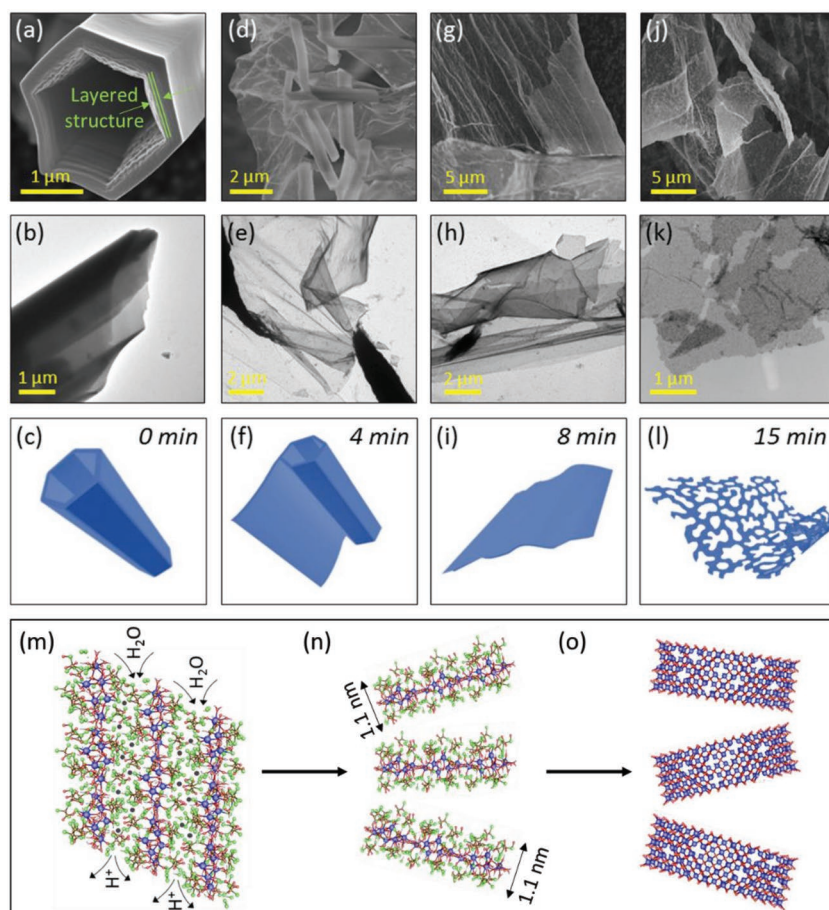 (a)
Layered
structure
1 µm
(d)
2 µm
(g)
5 µm
(j)
5 µm
(b)
1 µm
(e)
2 µm
(h)
2 µm
(k)
1 µm
(c) 0 min
(f) 4 min
(i) 8 min
(l) 15 min
(m)
H₂O
H₂O
H⁺
H⁺
(n)
1.1 nm
1.1 nm
(o)